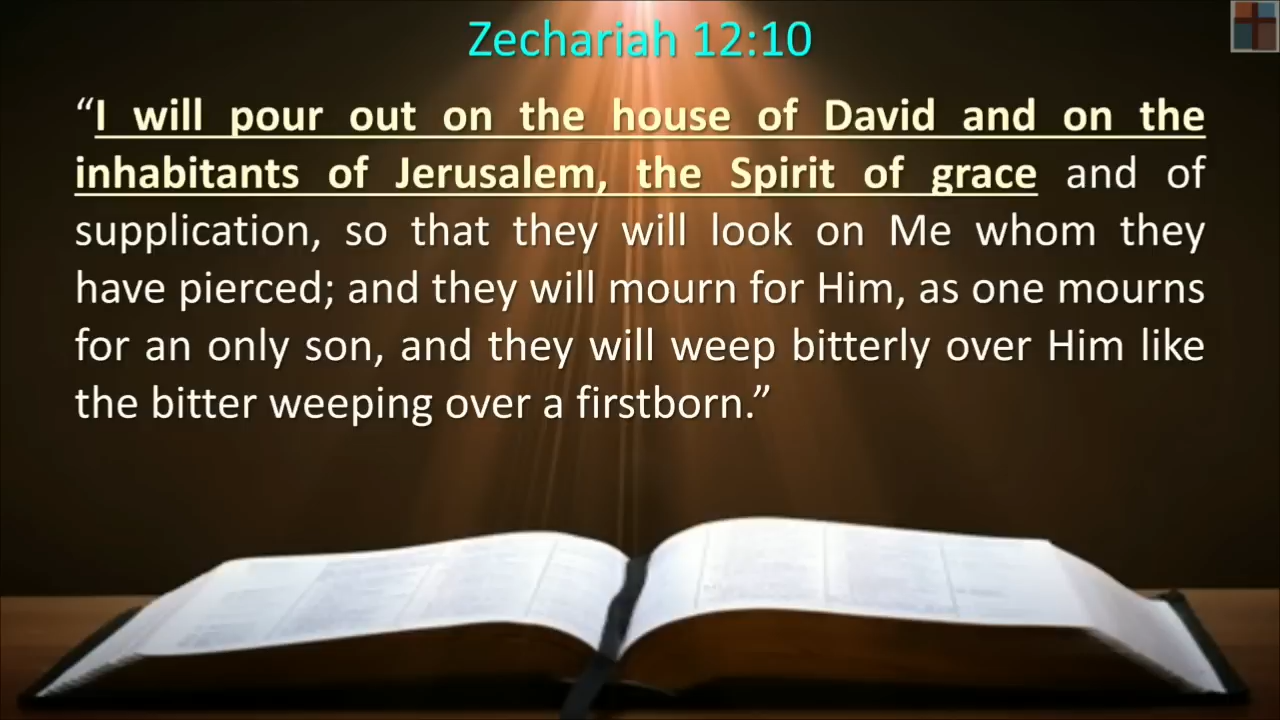 Zechariah 12:10
“I will pour out on the house of David and on the
inhabitants of Jerusalem, the Spirit of grace and of
supplication, so that they will look on Me whom they
have pierced; and they will mourn for Him, as one mourns
for an only son, and they will weep bitterly over Him like
the bitter weeping over a firstborn.”